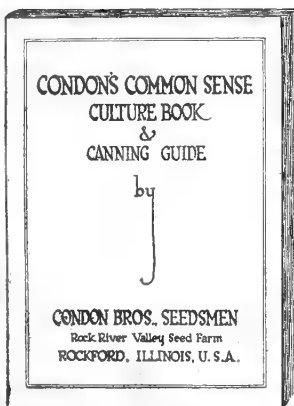 CONDON'S COMMON SENSE
CULTURE BOOK
&
CANNING GUIDE
by
CONDON BROS., SEEDSMEN
Rock River Valley Seed Farm
ROCKFORD, ILLINOIS, U.S.A.